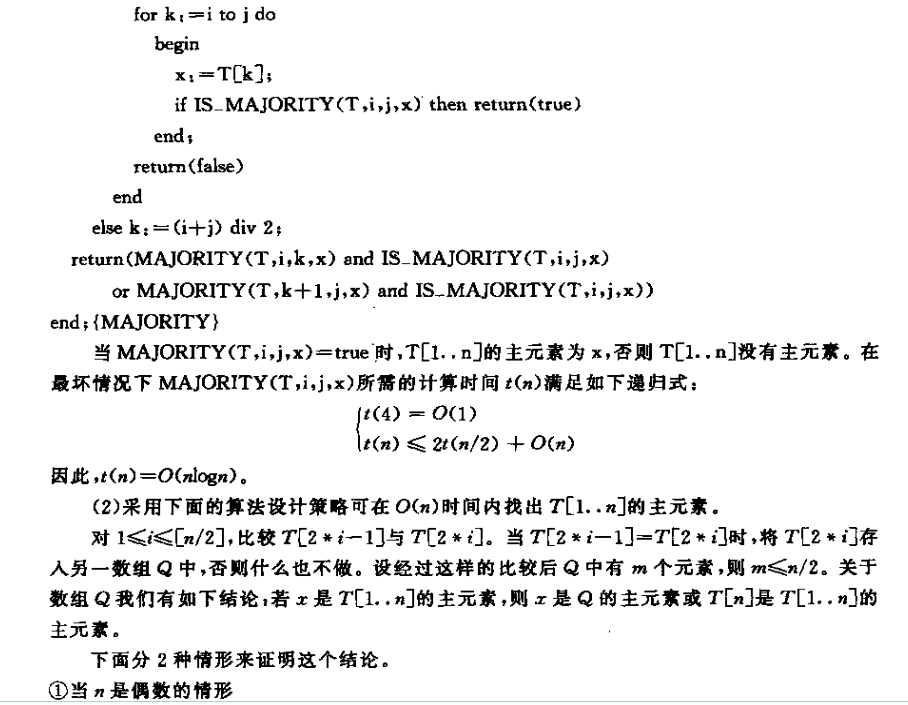 for k:=i to j do
begin
x:=T[k];
if IS_MAJORITY(T,i,j,x) then return(true)
end;
return(false)
end
else k:=(i+j) div 2;
return(MAJORITY(T,i,k,x) and IS_MAJORITY(T,i,j,x)
or MAJORITY(T,k+1,j,x) and IS_MAJORITY(T,i,j,x))
end;{MAJORITY}
当 MAJORITY(T,i,j,x)=true 时,T[1..n]的主元素为 x,否则 T[1..n]没有主元素。在
最坏情况下 MAJORITY(T,i,j,x)所需的计算时间 t(n)满足如下递归式:
t(4) = O(1)
t(n) ≤ 2t(n/2) + O(n)
因此,t(n)=O(nlogn)。
(2)采用下面的算法设计策略可在 O(n)时间内找出 T[1..n]的主元素。
对 1≤i≤[n/2],比较 T[2*i-1]与 T[2*i]。当 T[2*i-1]=T[2*i]时,将 T[2*i]存
入另一数组 Q 中,否则什么也不做。设经过这样的比较后 Q 中有 m 个元素,则 m≤n/2。关于
数组 Q 我们有如下结论:若 x 是 T[1..n]的主元素,则 x 是 Q 的主元素或 T[n]是 T[1..n]的
主元素。
下面分 2 种情形来证明这个结论。
①当 n 是偶数的情形